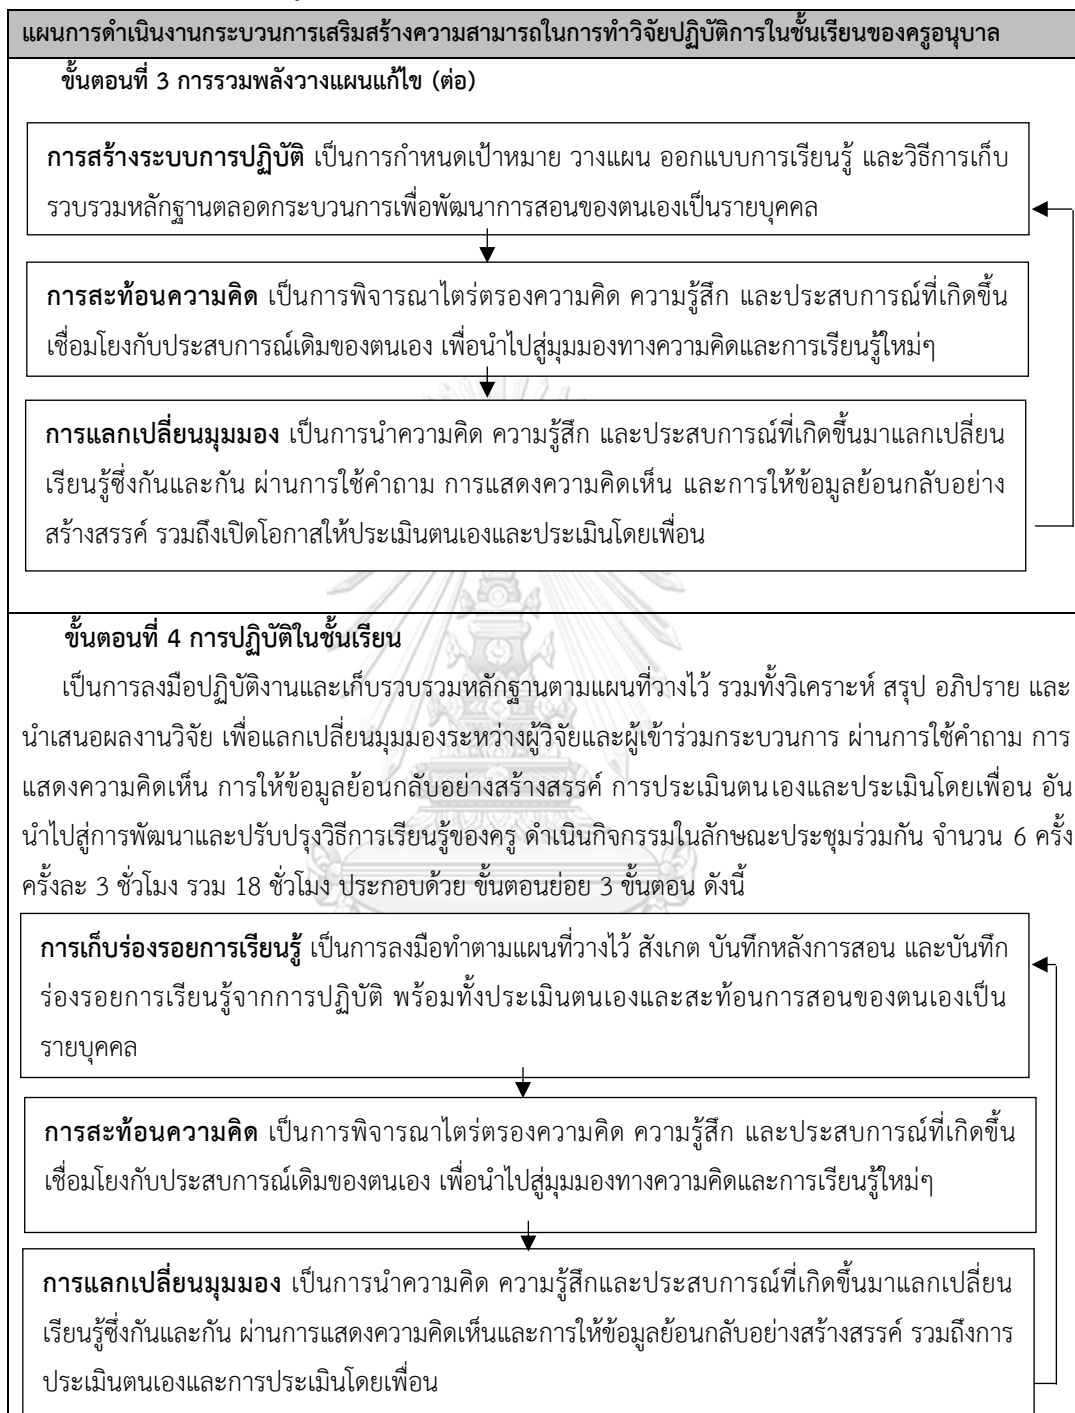 แผนการดำเนินงานกระบวนการเสริมสร้างความสามารถในการทำวิจัยปฏิบัติการในชั้นเรียนของครูอนุบาล
ขั้นตอนที่ 3 การรวมพลังวางแผนแก้ไข (ต่อ)
การสร้างระบบการปฏิบัติ เป็นการกำหนดเป้าหมาย วางแผน ออกแบบการเรียนรู้ และวิธีการเก็บ
รวบรวมหลักฐานตลอดกระบวนการเพื่อพัฒนาการสอนของตนเองเป็นรายบุคคล
การสะท้อนความคิด เป็นการพิจารณาไตร่ตรองความคิด ความรู้สึก และประสบการณ์ที่เกิดขึ้น
เชื่อมโยงกับประสบการณ์เดิมของตนเอง เพื่อนำไปสู่มุมมองทางความคิดและการเรียนรู้ใหม่ๆ
การแลกเปลี่ยนมุมมอง เป็นการนำความคิด ความรู้สึก และประสบการณ์ที่เกิดขึ้นมาแลกเปลี่ยน
เรียนรู้ซึ่งกันและกัน ผ่านการใช้คำถาม การแสดงความคิดเห็น และการให้ข้อมูลย้อนกลับอย่าง
สร้างสรรค์ รวมถึงเปิดโอกาสให้ประเมินตนเองและประเมินโดยเพื่อน
ขั้นตอนที่ 4 การปฏิบัติในชั้นเรียน
เป็นการลงมือปฏิบัติงานและเก็บรวบรวมหลักฐานตามแผนที่วางไว้ รวมทั้งวิเคราะห์ สรุป อภิปราย และ
นำเสนอผลงานวิจัย เพื่อแลกเปลี่ยนมุมมองระหว่างผู้วิจัยและผู้เข้าร่วมกระบวนการ ผ่านการใช้คำถาม การ
แสดงความคิดเห็น การให้ข้อมูลย้อนกลับอย่างสร้างสรรค์ การประเมินตนเองและประเมินโดยเพื่อน อัน
นำไปสู่การพัฒนาและปรับปรุงวิธีการเรียนรู้ของครู ดำเนินกิจกรรมในลักษณะประชุมร่วมกัน จำนวน 6 ครั้ง
ครั้งละ 3 ชั่วโมง รวม 18 ชั่วโมง ประกอบด้วย ขั้นตอนย่อย 3 ขั้นตอน ดังนี้
การเก็บร่องรอยการเรียนรู้ เป็นการลงมือทำตามแผนที่วางไว้ สังเกต บันทึกหลังการสอน และบันทึก
ร่องรอยการเรียนรู้จากการปฏิบัติ พร้อมทั้งประเมินตนเองและสะท้อนการสอนของตนเองเป็น
รายบุคคล
การสะท้อนความคิด เป็นการพิจารณาไตร่ตรองความคิด ความรู้สึก และประสบการณ์ที่เกิดขึ้น
เชื่อมโยงกับประสบการณ์เดิมของตนเอง เพื่อนำไปสู่มุมมองทางความคิดและการเรียนรู้ใหม่ๆ
การแลกเปลี่ยนมุมมอง เป็นการนำความคิด ความรู้สึกและประสบการณ์ที่เกิดขึ้นมาแลกเปลี่ยน
เรียนรู้ซึ่งกันและกัน ผ่านการแสดงความคิดเห็นและการให้ข้อมูลย้อนกลับอย่างสร้างสรรค์ รวมถึงการ
ประเมินตนเองและการประเมินโดยเพื่อน